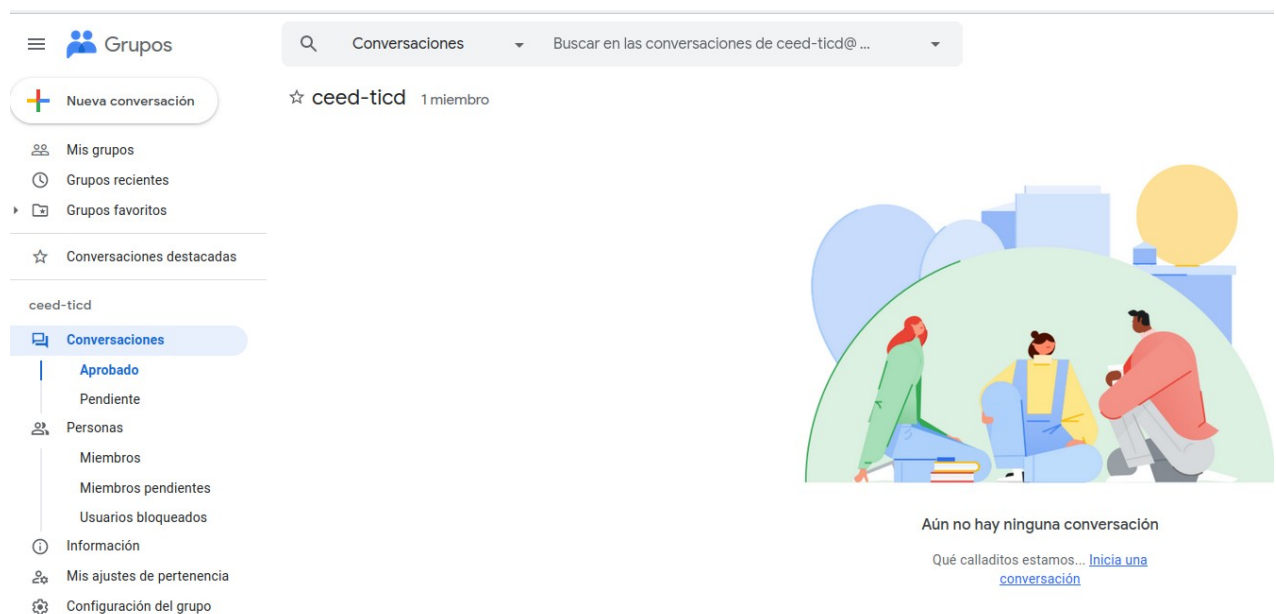 Grupos
Conversaciones
Buscar en las conversaciones de ceed-ticd@ ...
Nueva conversación
ceed-ticd 1 miembro
Mis grupos
Grupos recientes
Grupos favoritos
Conversaciones destacadas
ceed-ticd
Conversaciones
Aprobado
Pendiente
Personas
Miembros
Miembros pendientes
Usuarios bloqueados
Información
Mis ajustes de pertenencia
Configuración del grupo
Aún no hay ninguna conversación
Qué calladitos estamos... Inicia una
conversación